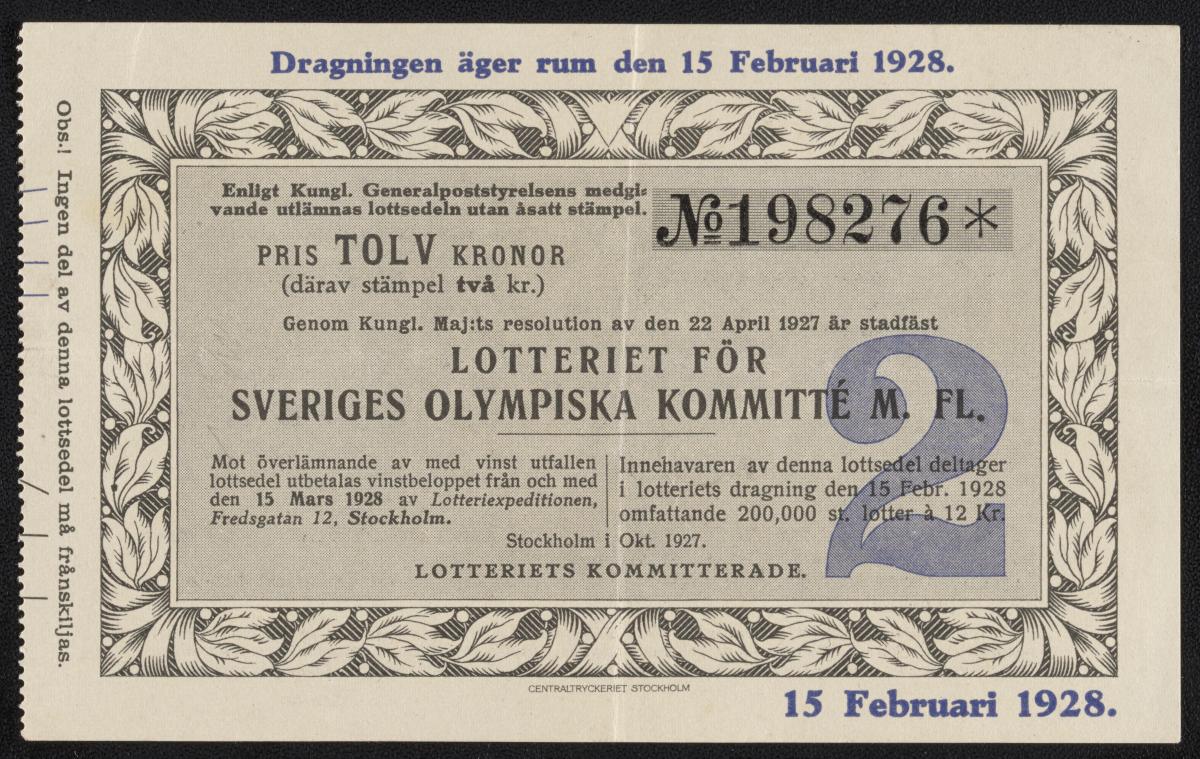 Dragningen äger rum den 15 Februari 1928.
Obs.! Ingen del av denna lottsedel må frånskiljas.
Enligt Kungl. Generalpoststyrelsens medgi-
vande utlämnas lottsedeln utan åsatt stämpel.
No 198276*
PRIS TOLV KRONOR
(därav stämpel två kr.)
Genom Kungl. Maj:ts resolution av den 22 April 1927 är stadfäst
LOTTERIET FÖR
SVERIGES OLYMPISKA KOMMITTÉ M. FL.
2
Mot överlämnande av med vinst utfallen
lottsedel utbetalas vinstbeloppet från och med
den 15 Mars 1928 av Lotteriexpeditionen,
Fredsgatan 12, Stockholm.
Innehavaren av denna lottsedel deltager
i lotteriets dragning den 15 Febr. 1928
omfattande 200,000 st. lotter à 12 Kr.
Stockholm i Okt. 1927.
LOTTERIETS KOMMITTERADE.
CENTRALTRYCKERIET STOCKHOLM
15 Februari 1928.